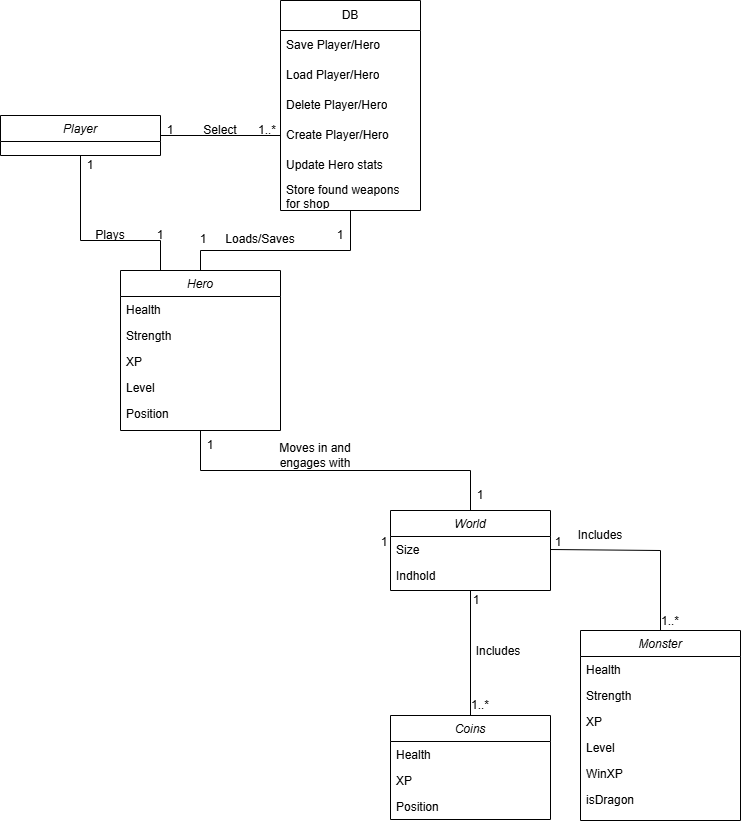 DB
Save Player/Hero
Load Player/Hero
Delete Player/Hero
Create Player/Hero
Update Hero stats
Store found weapons
for shop
Player
1
Select
1..*
1
Plays
1
1
Loads/Saves
1
Hero
Health
Strength
XP
Level
Position
1
Moves in and
engages with
1
World
Size
Indhold
1
1
Includes
1..*
1
Includes
1..*
Monster
Health
Strength
XP
Level
WinXP
isDragon
Coins
Health
XP
Position